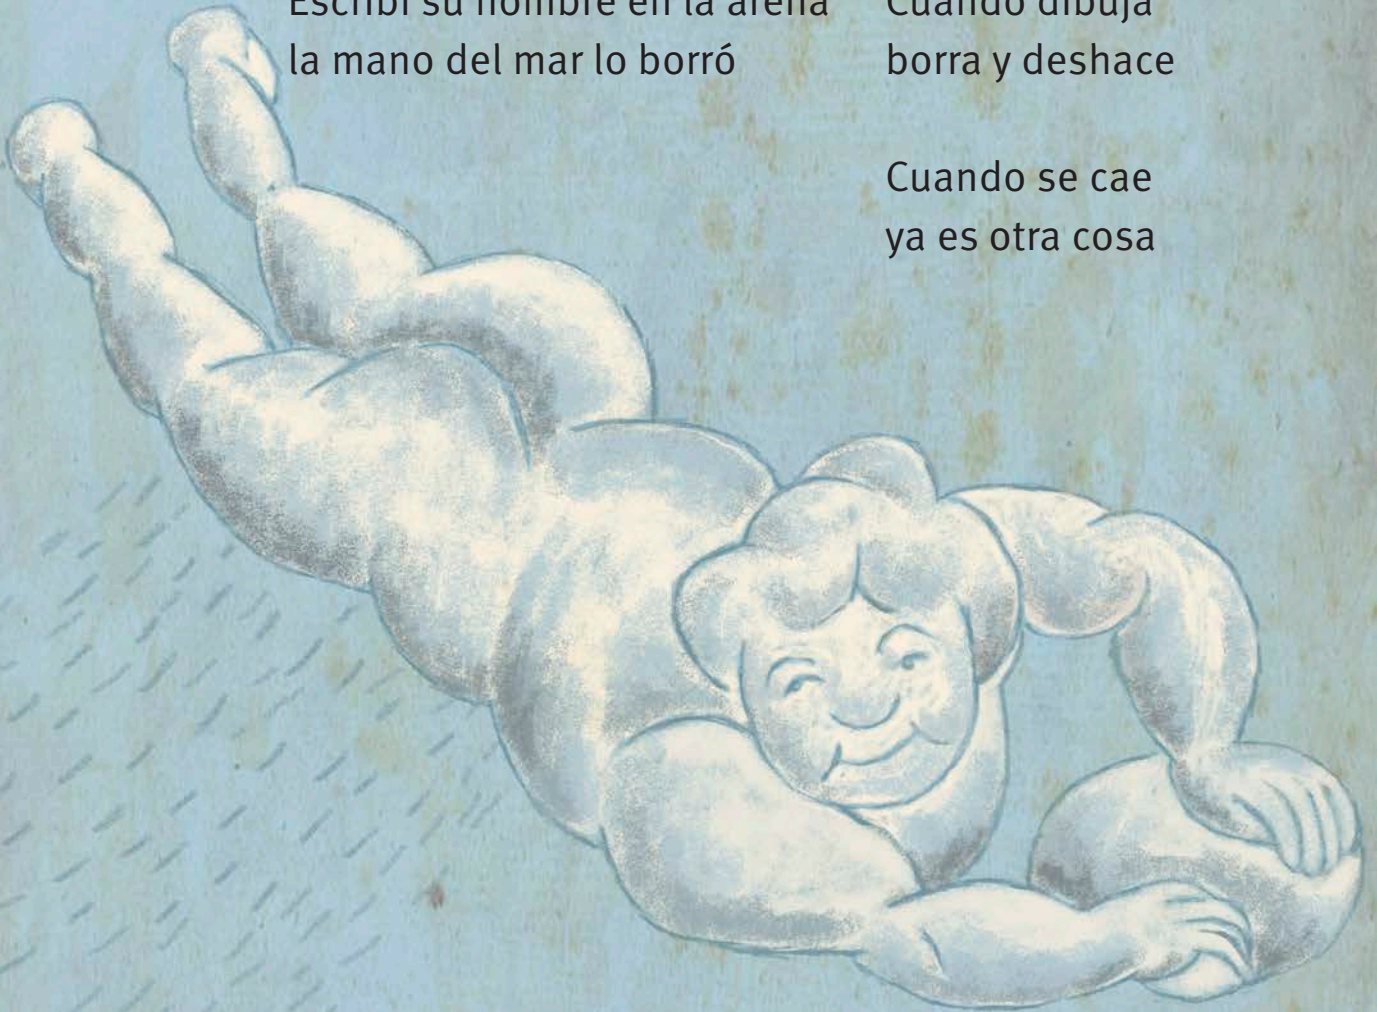 Escribí su nombre en la arena
la mano del mar lo borró
Cuando dibuja
borra y deshace
Cuando se cae
ya es otra cosa